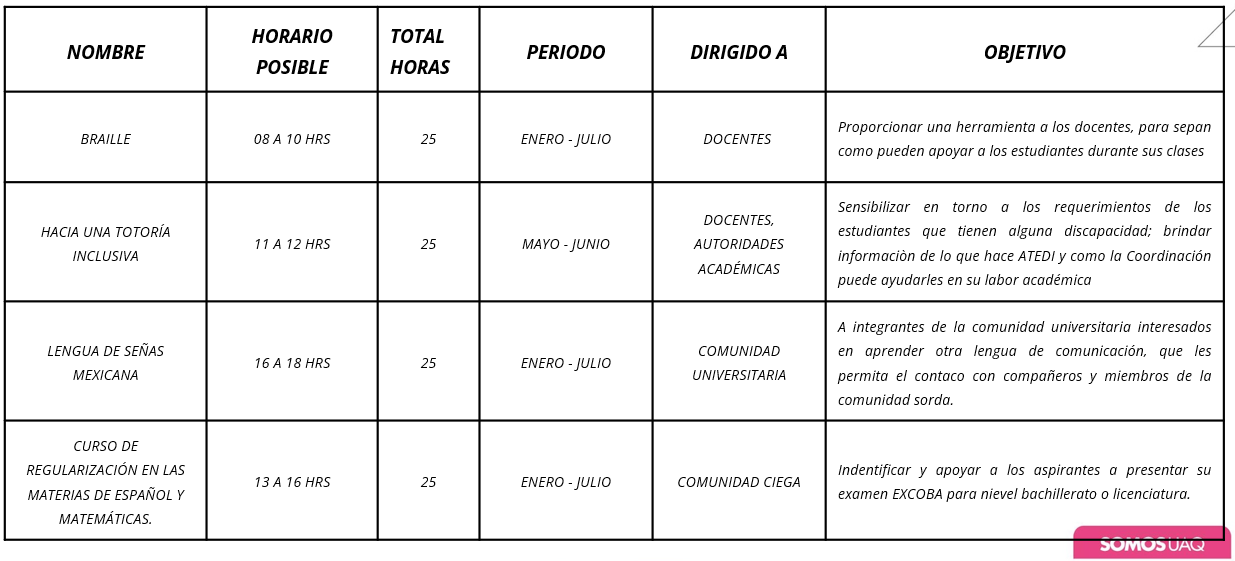 NOMBRE
HORARIO
POSIBLE
TOTAL
HORAS
PERIODO
DIRIGIDO A
OBJETIVO
BRAILLE
08 A 10 HRS
25
ENERO - JULIO
DOCENTES
Proporcionar una herramienta a los docentes, para sepan
como pueden apoyar a los estudiantes durante sus clases
HACIA UNA TOTORÍA
INCLUSIVA
11 A 12 HRS
25
MAYO - JUNIO
DOCENTES,
AUTORIDADES
ACADÉMICAS
Sensibilizar en torno a los requerimientos de los
estudiantes que tienen alguna discapacidad; brindar
informaciòn de lo que hace ATEDI y como la Coordinación
puede ayudarles en su labor académica
LENGUA DE SEÑAS
MEXICANA
16 A 18 HRS
25
ENERO - JULIO
COMUNIDAD
UNIVERSITARIA
A integrantes de la comunidad universitaria interesados
en aprender otra lengua de comunicación, que les
permita el contaco con compañeros y miembros de la
comunidad sorda.
CURSO DE
REGULARIZACIÓN EN LAS
MATERIAS DE ESPAÑOL Y
MATEMÁTICAS.
13 A 16 HRS
25
ENERO - JULIO
COMUNIDAD CIEGA
Indentificar y apoyar a los aspirantes a presentar su
examen EXCOBA para nievel bachillerato o licenciatura.
SOMOSUAQ